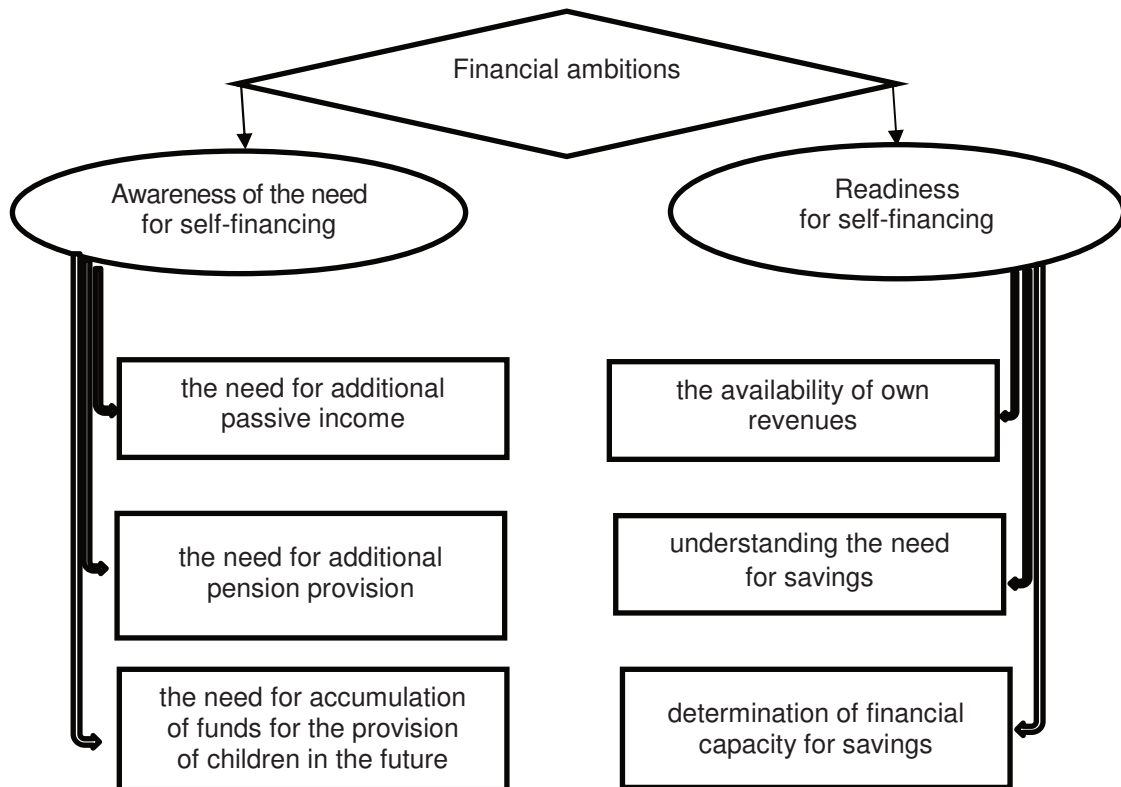 Financial ambitions
Awareness of the need
for self-financing
Readiness
for self-financing
the need for additional
passive income
the availability of own
revenues
the need for additional
pension provision
understanding the need
for savings
the need for accumulation
of funds for the provision
of children in the future
determination of financial
capacity for savings